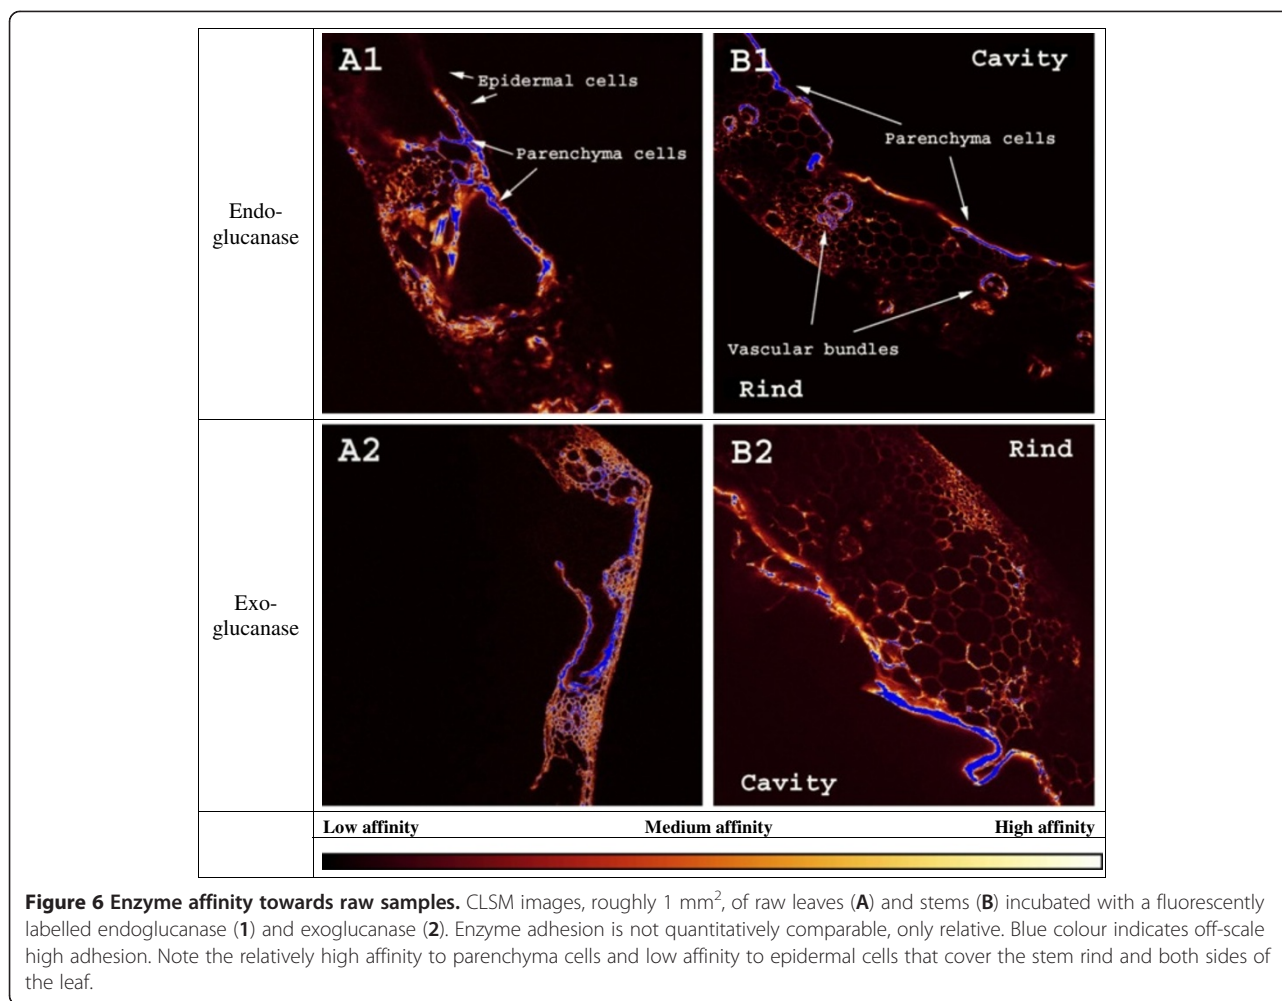 A1
Epidermal cells
Parenchyma cells
B1
Cavity
Parenchyma cells
Vascular bundles
Rind
Endo-
glucanase
A2
B2
Rind
Cavity
Exo-
glucanase
Low affinity Medium affinity High affinity
Figure 6 Enzyme affinity towards raw samples. CLSM images, roughly 1 mm², of raw leaves (A) and stems (B) incubated with a fluorescently
labelled endoglucanase (1) and exoglucanase (2). Enzyme adhesion is not quantitatively comparable, only relative. Blue colour indicates off-scale
high adhesion. Note the relatively high affinity to parenchyma cells and low affinity to epidermal cells that cover the stem rind and both sides of
the leaf.